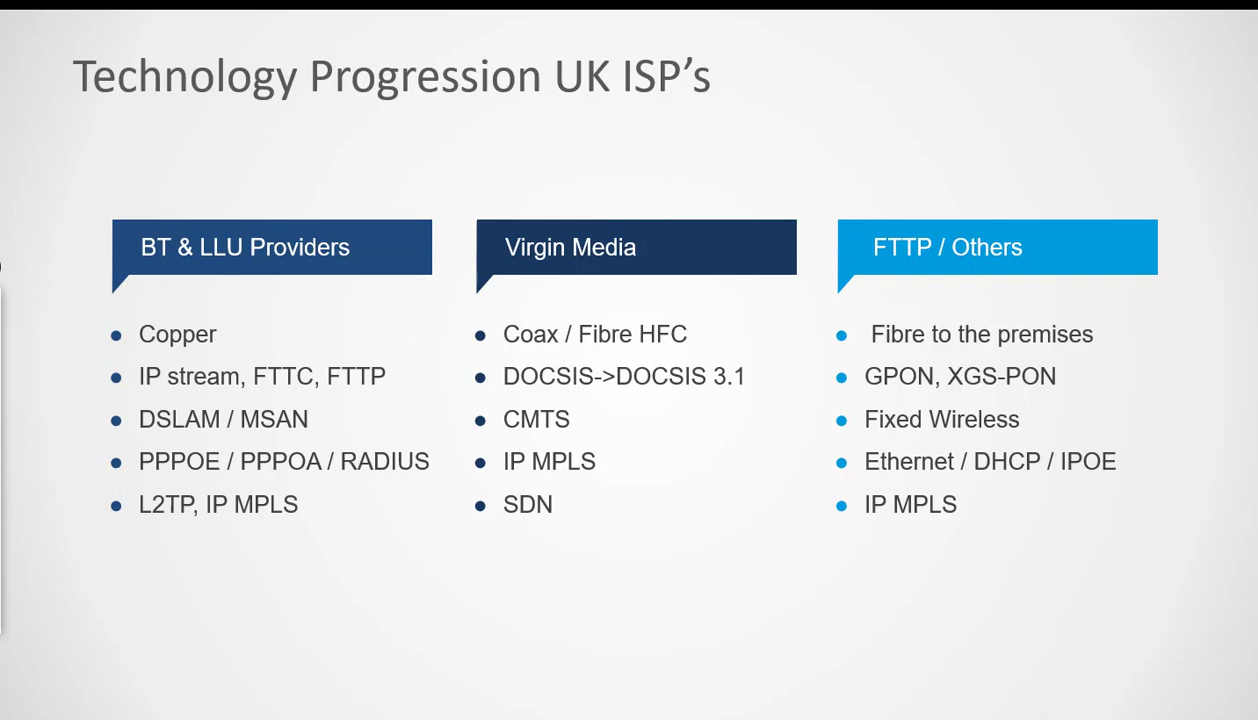 Technology Progression UK ISP’s
BT & LLU Providers
Copper
IP stream, FTTC, FTTP
DSLAM / MSAN
PPPOE / PPPOA / RADIUS
L2TP, IP MPLS
Virgin Media
Coax / Fibre HFC
DOCSIS->DOCSIS 3.1
CMTS
IP MPLS
SDN
FTTP / Others
Fibre to the premises
GPON, XGS-PON
Fixed Wireless
Ethernet / DHCP / IPOE
IP MPLS